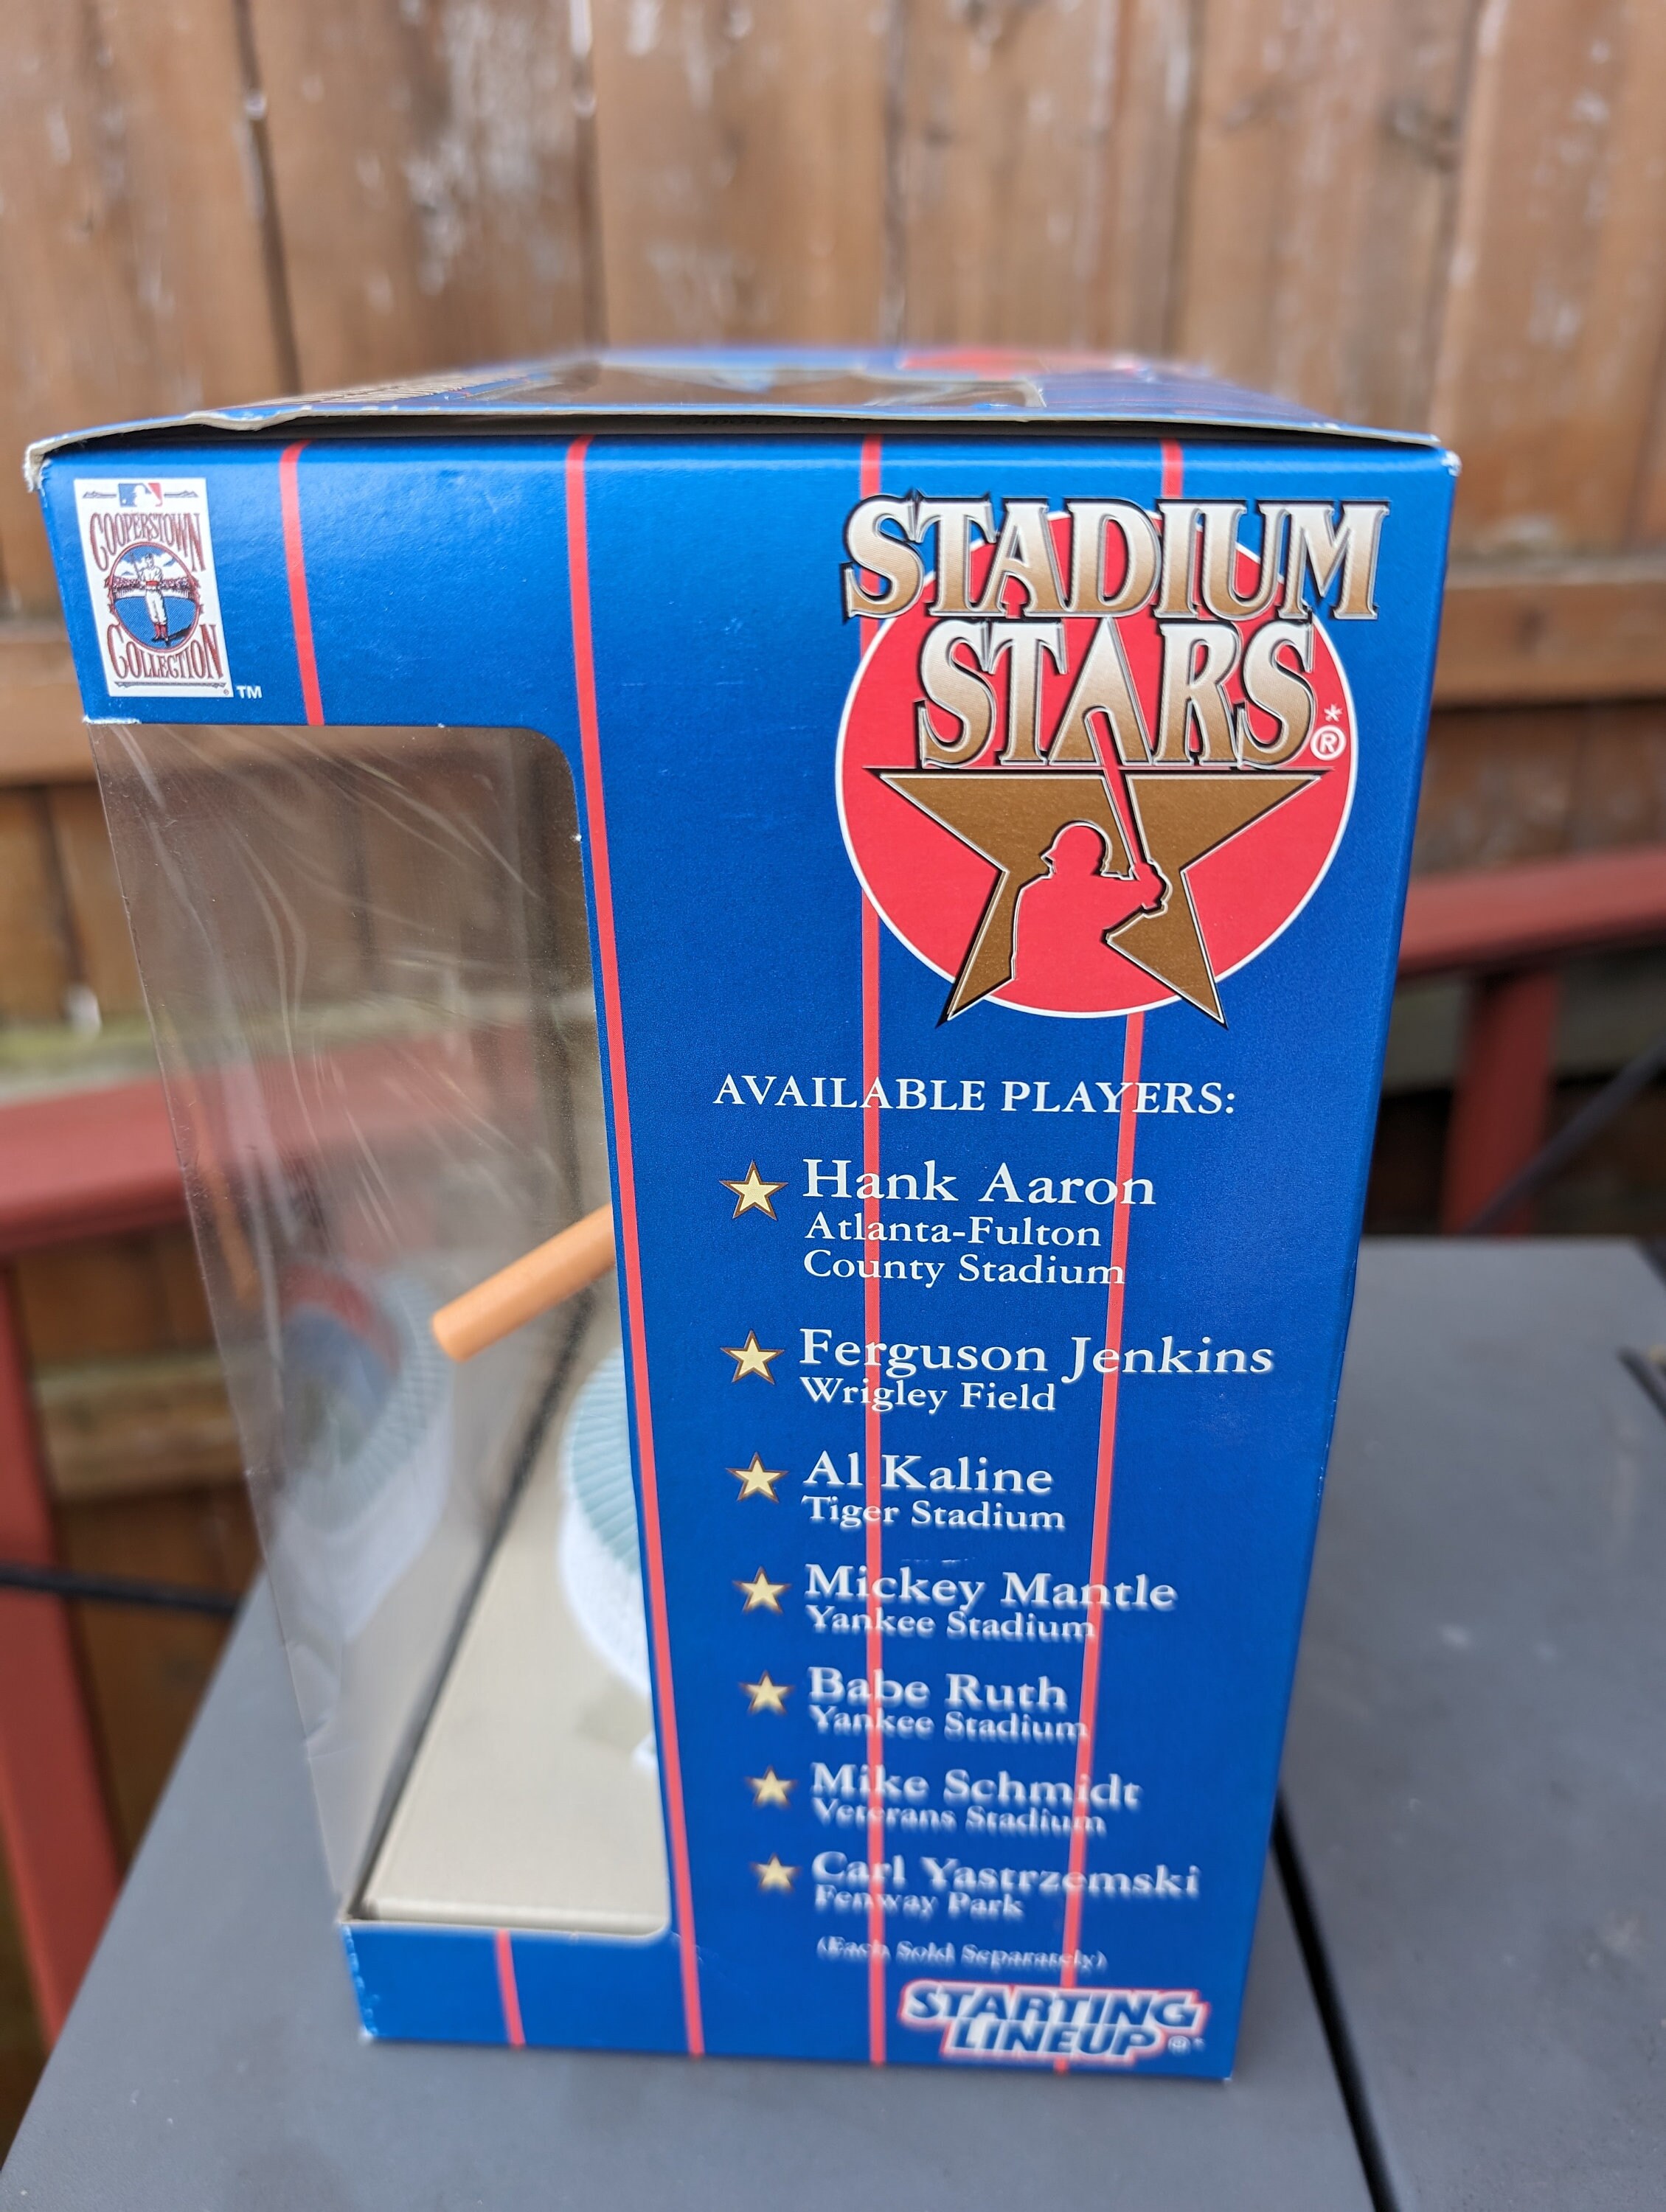 COOPERSTOWN
COLLECTION
® TM
STADIUM
STARS
*
®
AVAILABLE PLAYERS:
Hank Aaron
Atlanta-Fulton
County Stadium
Ferguson Jenkins
Wrigley Field
Al Kaline
Tiger Stadium
Mickey Mantle
Yankee Stadium
Babe Ruth
Yankee Stadium
Mike Schmidt
Veterans Stadium
Carl Yastrzemski
Fenway Park
(Each Sold Separately)
STARTING
LINEUP ®*